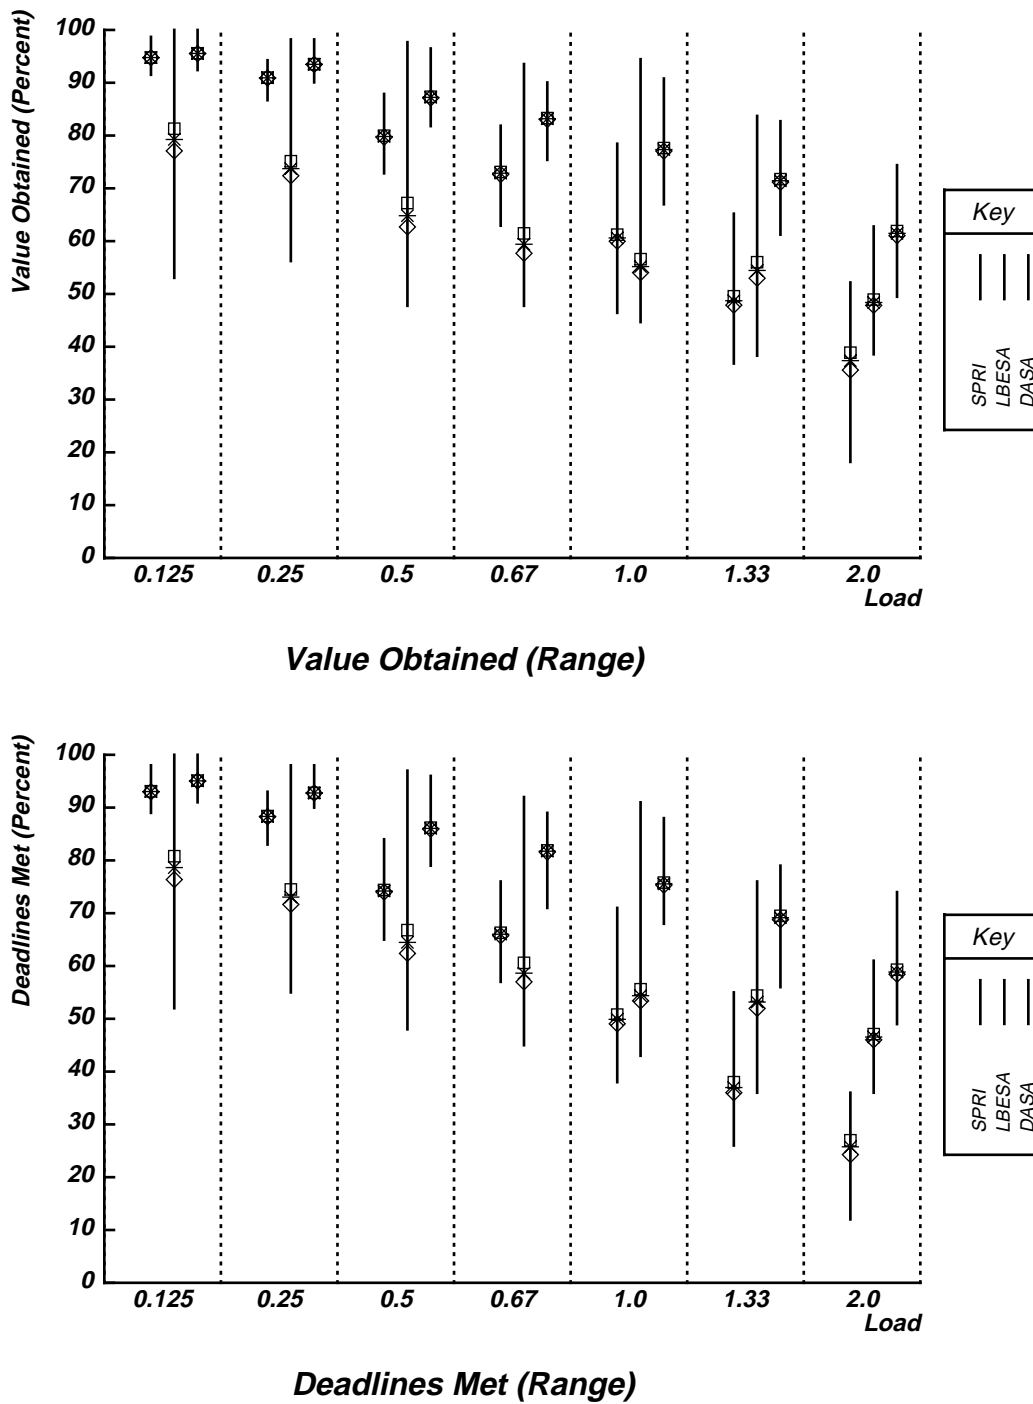 Value Obtained (Percent)
100
90
80
70
60
50
40
30
20
10
0
0.125 0.25 0.5 0.67 1.0 1.33 2.0
Load
Key
SPRI
LBESA
DASA
Value Obtained (Range)
Deadlines Met (Percent)
100
90
80
70
60
50
40
30
20
10
0
0.125 0.25 0.5 0.67 1.0 1.33 2.0
Load
Key
SPRI
LBESA
DASA
Deadlines Met (Range)